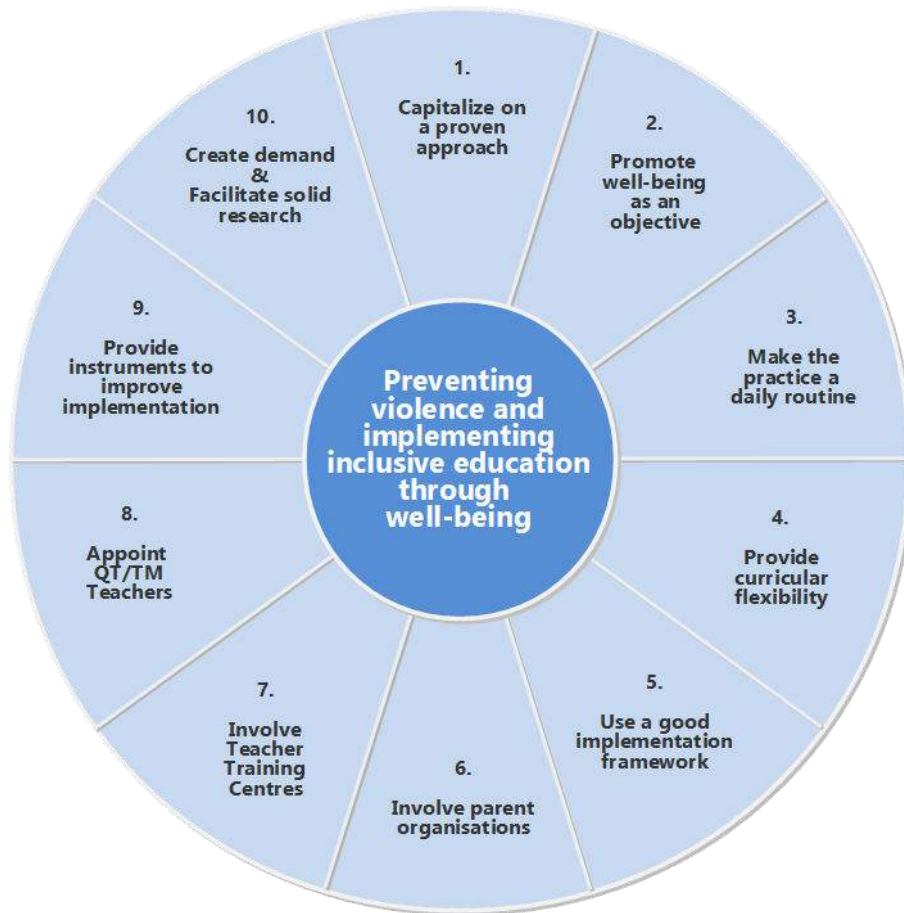 Preventing
violence and
implementing
inclusive education
through
well-being
1.
Capitalize on
a proven
approach
2.
Promote
well-being
as an
objective
3.
Make the
practice a
daily routine
4.
Provide
curricular
flexibility
5.
Use a good
implementation
framework
6.
Involve parent
organisations
7.
Involve
Teacher
Training
Centres
8.
Appoint
QT/TM
Teachers
9.
Provide
instruments to
improve
implementation
10.
Create demand
&
Facilitate solid
research